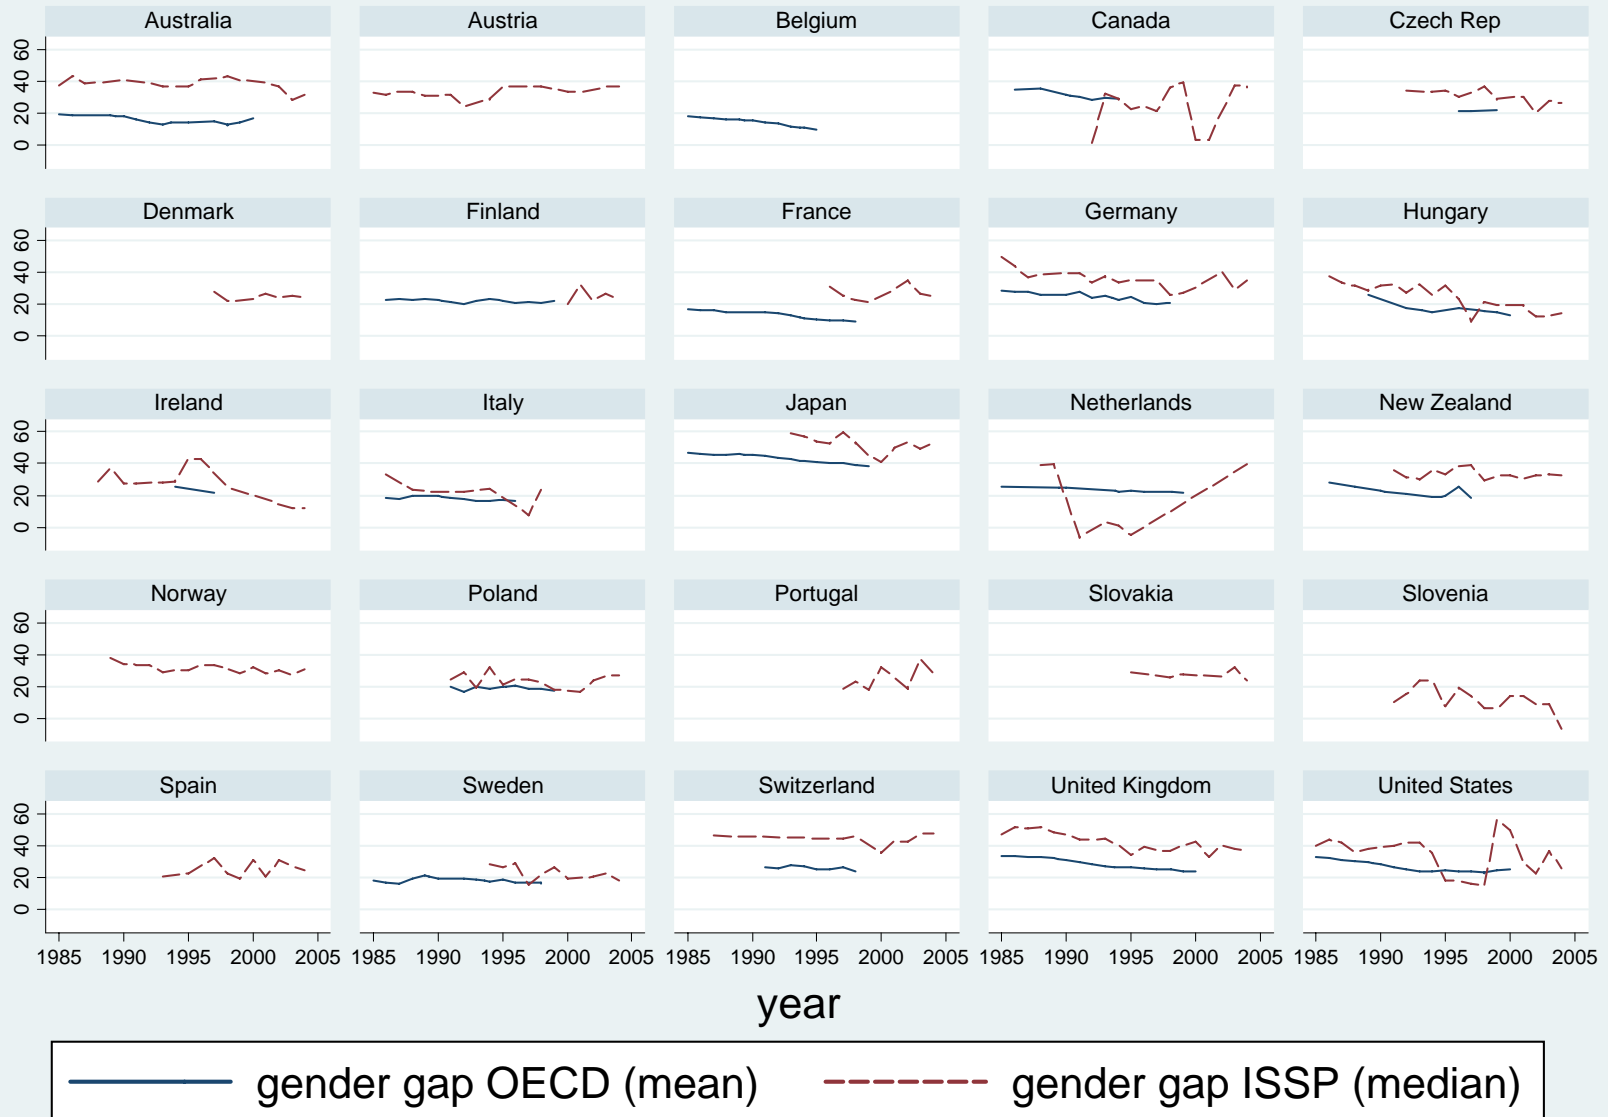 Australia Austria Belgium Canada Czech Rep
60
40
20
0
Denmark Finland France Germany Hungary
60
40
20
0
Ireland Italy Japan Netherlands New Zealand
60
40
20
0
Norway Poland Portugal Slovakia Slovenia
60
40
20
0
Spain Sweden Switzerland United Kingdom United States
60
40
20
0
1985 1990 1995 2000 2005 1985 1990 1995 2000 2005 1985 1990 1995 2000 2005 1985 1990 1995 2000 2005 1985 1990 1995 2000 2005
year
gender gap OECD (mean) gender gap ISSP (median)